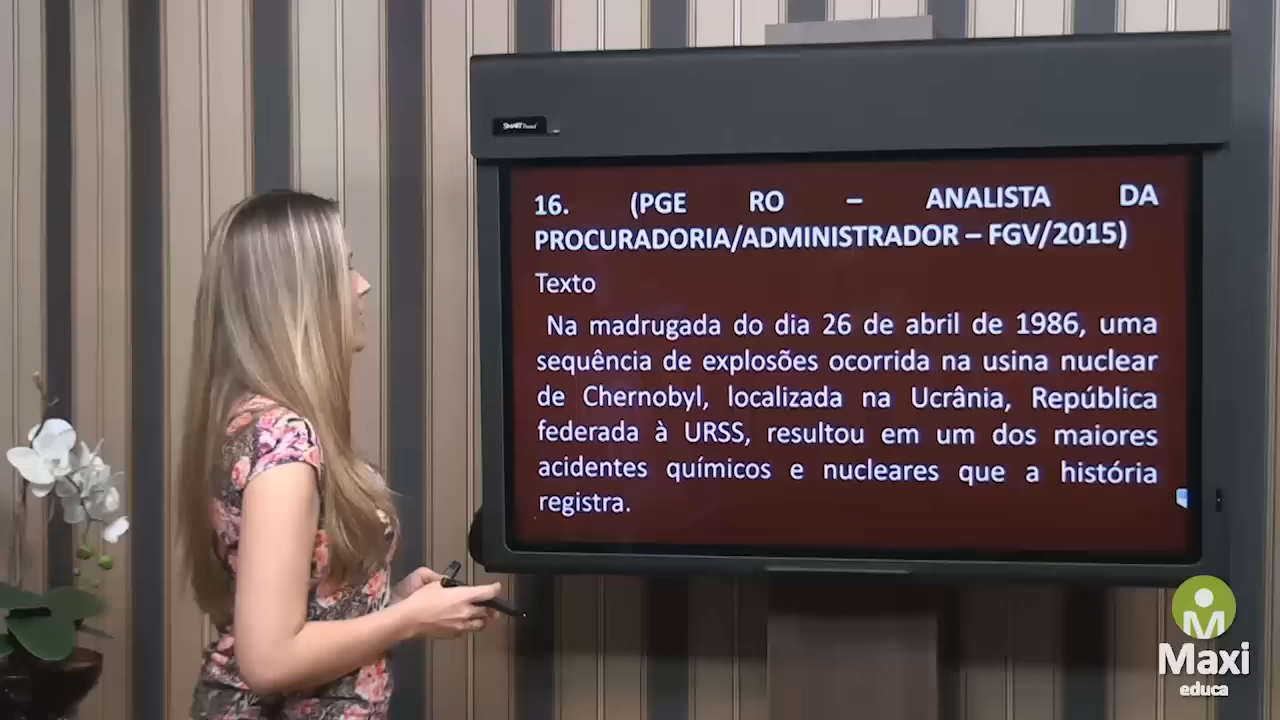 SMART Board
16. (PGE RO – ANALISTA DA
PROCURADORIA/ADMINISTRADOR – FGV/2015)
Texto
Na madrugada do dia 26 de abril de 1986, uma
sequência de explosões ocorrida na usina nuclear
de Chernobyl, localizada na Ucrânia, República
federada à URSS, resultou em um dos maiores
acidentes químicos e nucleares que a história
registra.
M
Maxi
educa